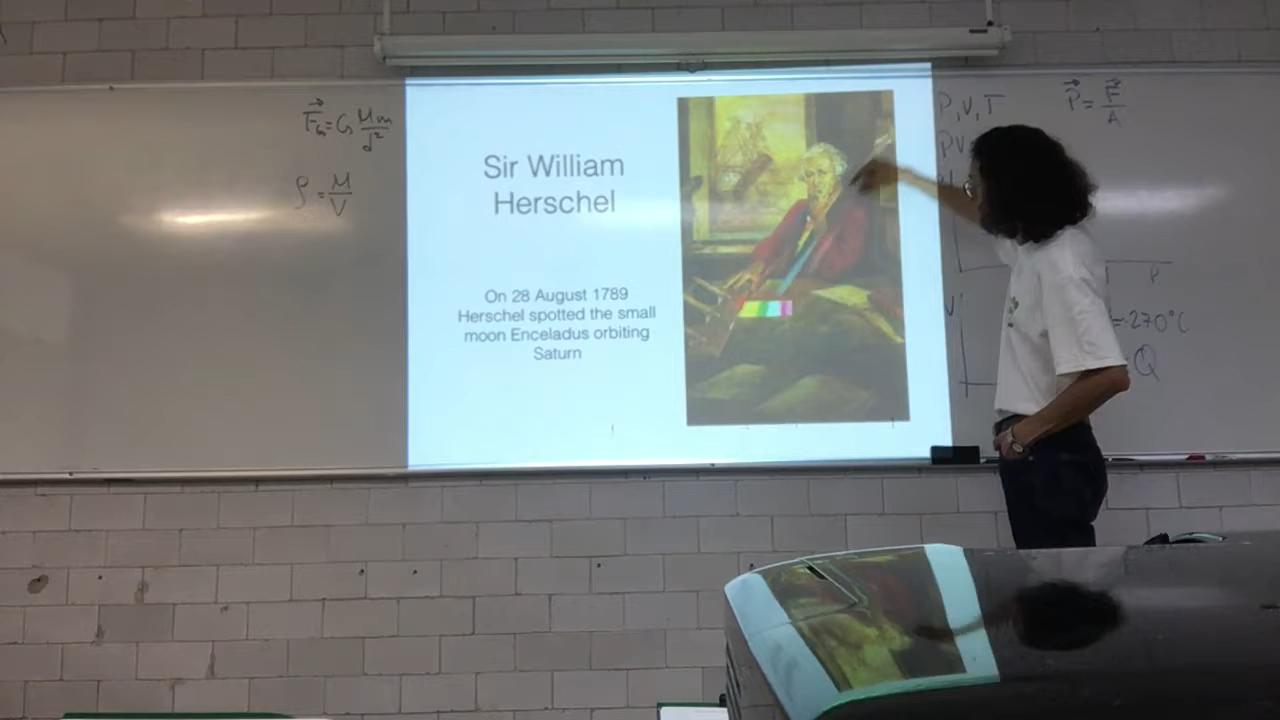 F⃗G = G Mm/d²
ρ = M/V
Sir William
Herschel
On 28 August 1789
Herschel spotted the small
moon Enceladus orbiting
Saturn
P, V, T
PV
P⃗ = F⃗/A
V
P
=-270°C
Q